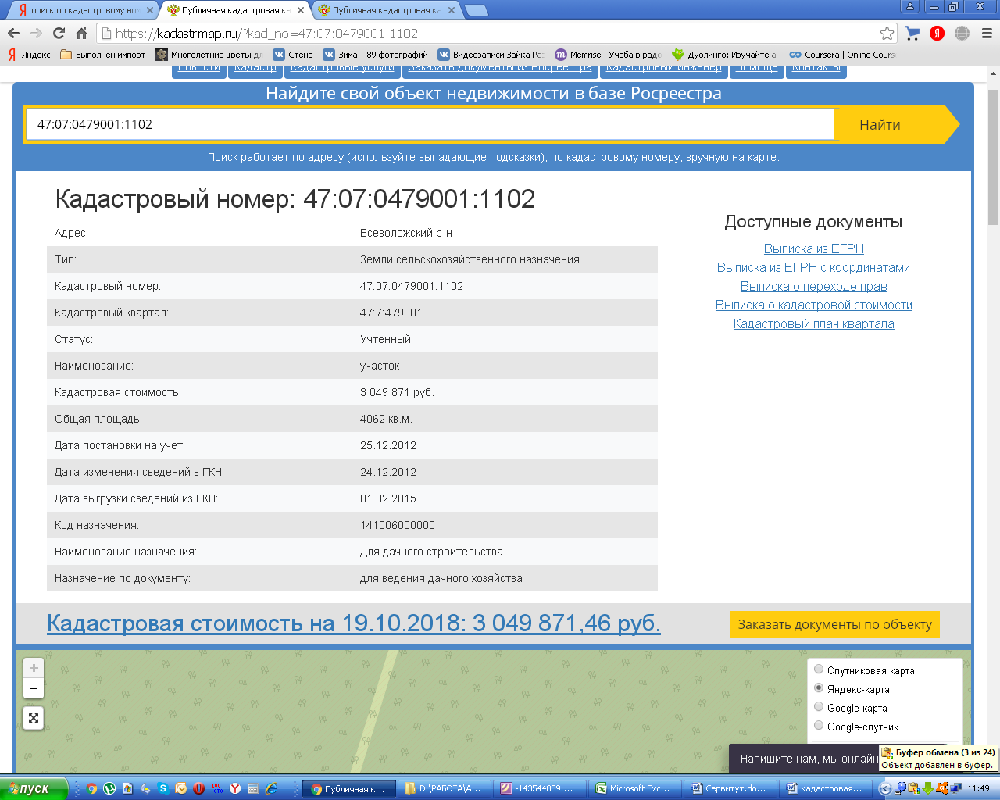 поиск по кадастровому но
Публичная кадастровая ка
Публичная кадастровая ка
https://kadastrmap.ru/?kad_no=47:07:0479001:1102
Яндекс
Выполнен импорт
Многолетние цветы дл
Стена
Зима – 89 фотографий
Видеозаписи Зайка Ра
Memrise - Учёба в радо
Дуолинго: Изучайте ан
Coursera | Online Cours
Новости
Кадастр
Кадастровые услуги
Заказать документы из Росреестра
Кадастровый инженер
Помощь
Контакты
Найдите свой объект недвижимости в базе Росреестра
47:07:0479001:1102
Найти
Поиск работает по адресу (используйте выпадающие подсказки), по кадастровому номеру, вручную на карте.
Кадастровый номер: 47:07:0479001:1102
Адрес: Всеволожский р-н
Тип: Земли сельскохозяйственного назначения
Кадастровый номер: 47:07:0479001:1102
Кадастровый квартал: 47:7:479001
Статус: Учтенный
Наименование: участок
Кадастровая стоимость: 3 049 871 руб.
Общая площадь: 4062 кв.м.
Дата постановки на учет: 25.12.2012
Дата изменения сведений в ГКН: 24.12.2012
Дата выгрузки сведений из ГКН: 01.02.2015
Код назначения: 141006000000
Наименование назначения: Для дачного строительства
Назначение по документу: для ведения дачного хозяйства
Доступные документы
Выписка из ЕГРН
Выписка из ЕГРН с координатами
Выписка о переходе прав
Выписка о кадастровой стоимости
Кадастровый план квартала
Кадастровая стоимость на 19.10.2018: 3 049 871,46 руб.
Заказать документы по объекту
+
−
Спутниковая карта
Яндекс-карта
Google-карта
Google-спутник
Напишите нам, мы онлайн
Буфер обмена (3 из 24)
Объект добавлен в буфер.
пуск
Публичная к...
D:\РАБОТА\А...
-143544009....
Microsoft Exc...
Сервитут.do...
кадастровая...
11:49